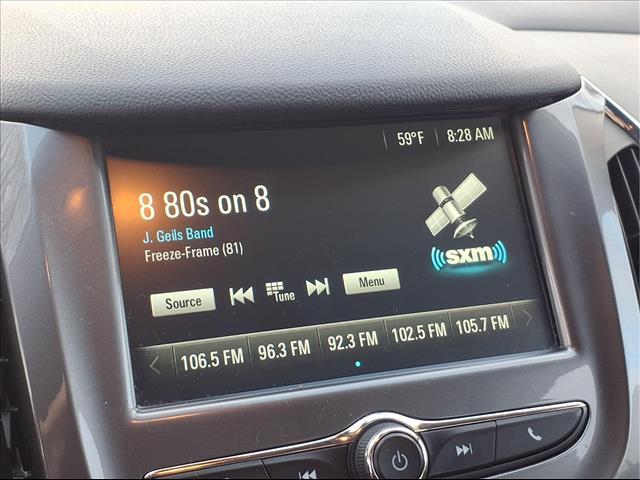 59°F 8:28 AM
8 80s on 8
J. Geils Band
Freeze-Frame (81)
((sxm))
Source Tune Menu
106.5 FM 96.3 FM 92.3 FM 102.5 FM 105.7 FM